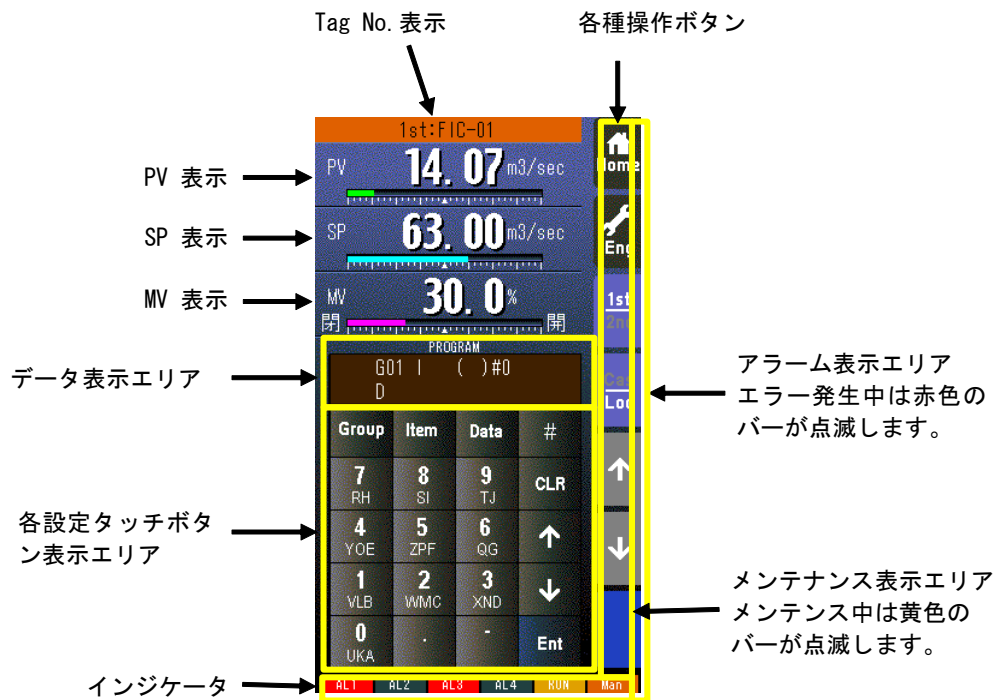 Tag No.表示
各種操作ボタン
1st:FIC-01
PV 表示
PV 14.07 m3/sec
SP 表示
SP 63.00 m3/sec
MV 表示
MV 30.0 %
閉 開
Home
Eng
1st
2nd
Cas
Loc
データ表示エリア
PROGRAM
G01 I ( )#0
D
アラーム表示エリア
エラー発生中は赤色の
バーが点滅します。
各設定タッチボタ
ン表示エリア
Group Item Data #
7 8 9 CLR
RH SI TJ
4 5 6 ↑
YOE ZPF QG
1 2 3 ↓
VLB WMC XND
0 . - Ent
UKA
↑
↓
メンテナンス表示エリア
メンテンス中は黄色の
バーが点滅します。
インジケータ
AL1 AL2 AL3 AL4 RUN Man